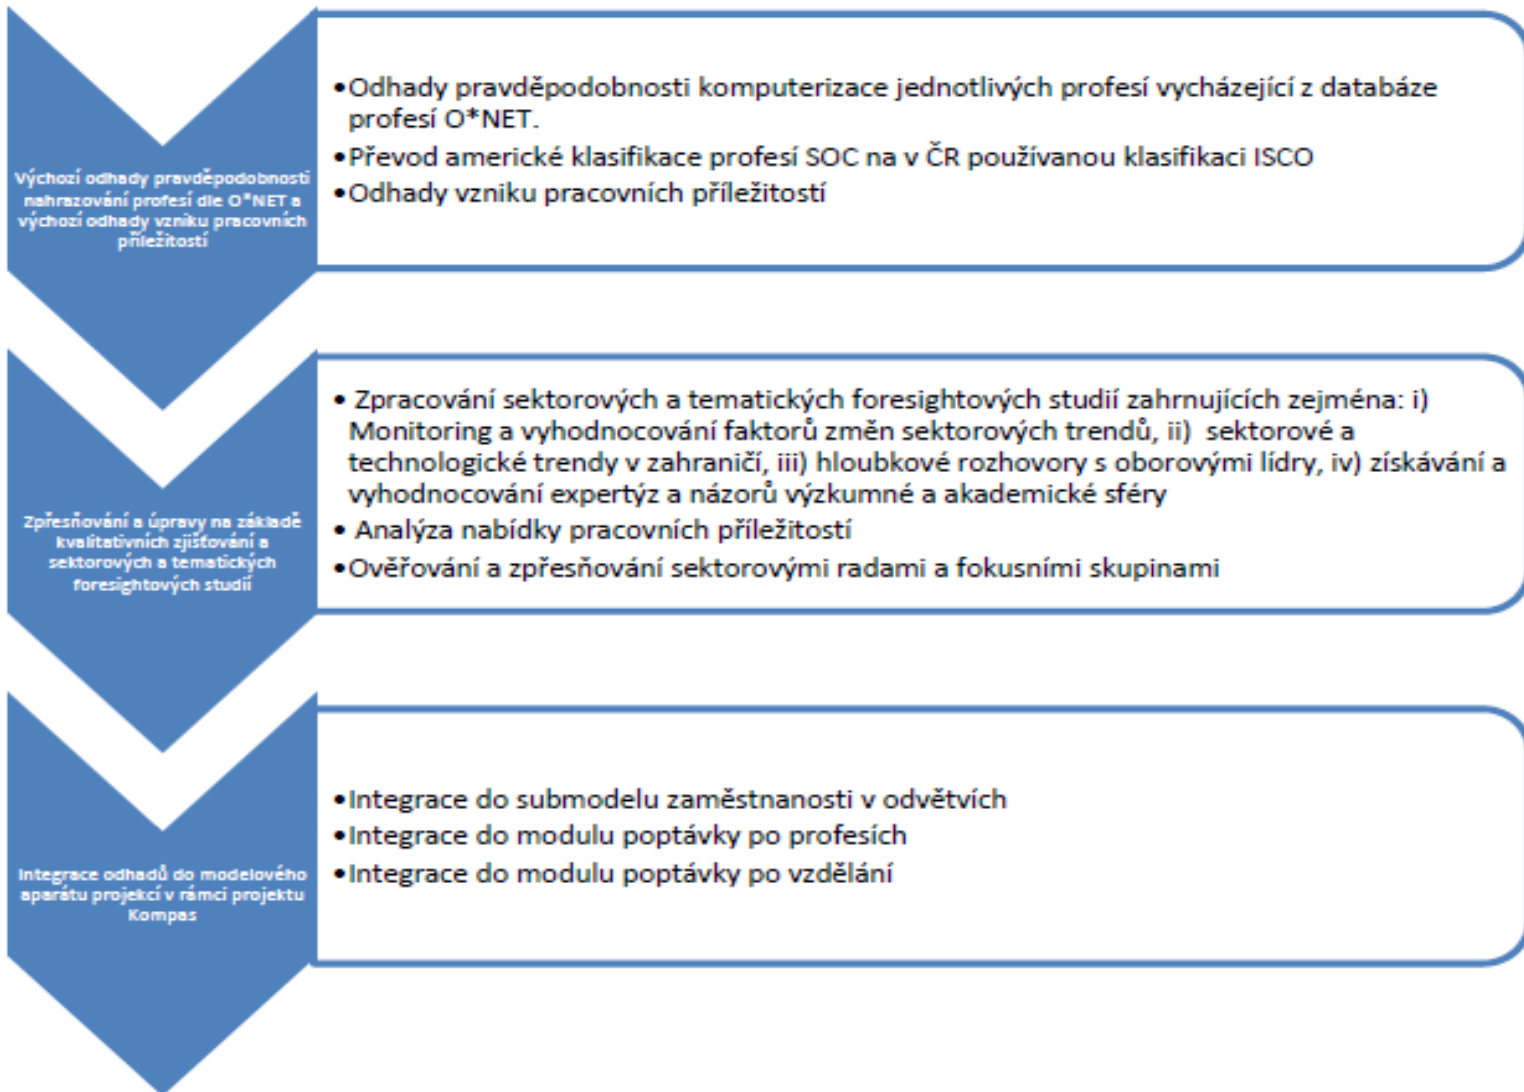 Výchozí odhady pravděpodobnosti
nahrazování profesí dle O*NET a
výchozí odhady vzniku pracovních
příležitostí
•Odhady pravděpodobnosti komputerizace jednotlivých profesí vycházející z databáze
profesí O*NET.
•Převod americké klasifikace profesí SOC na v ČR používanou klasifikaci ISCO
•Odhady vzniku pracovních příležitostí
Zpřesňování a úpravy na základě
kvalitativních zjišťování a
sektorových a tematických
foresightových studií
• Zpracování sektorových a tematických foresightových studií zahrnujících zejména: i)
Monitoring a vyhodnocování faktorů změn sektorových trendů, ii) sektorové a
technologické trendy v zahraničí, iii) hloubkové rozhovory s oborovými lídry, iv) získávání a
vyhodnocování expertýz a názorů výzkumné a akademické sféry
• Analýza nabídky pracovních příležitostí
•Ověřování a zpřesňování sektorovými radami a fokusními skupinami
Integrace odhadů do modelového
aparátu projekcí v rámci projektu
Kompas
•Integrace do submodelu zaměstnanosti v odvětvích
•Integrace do modulu poptávky po profesích
•Integrace do modulu poptávky po vzdělání